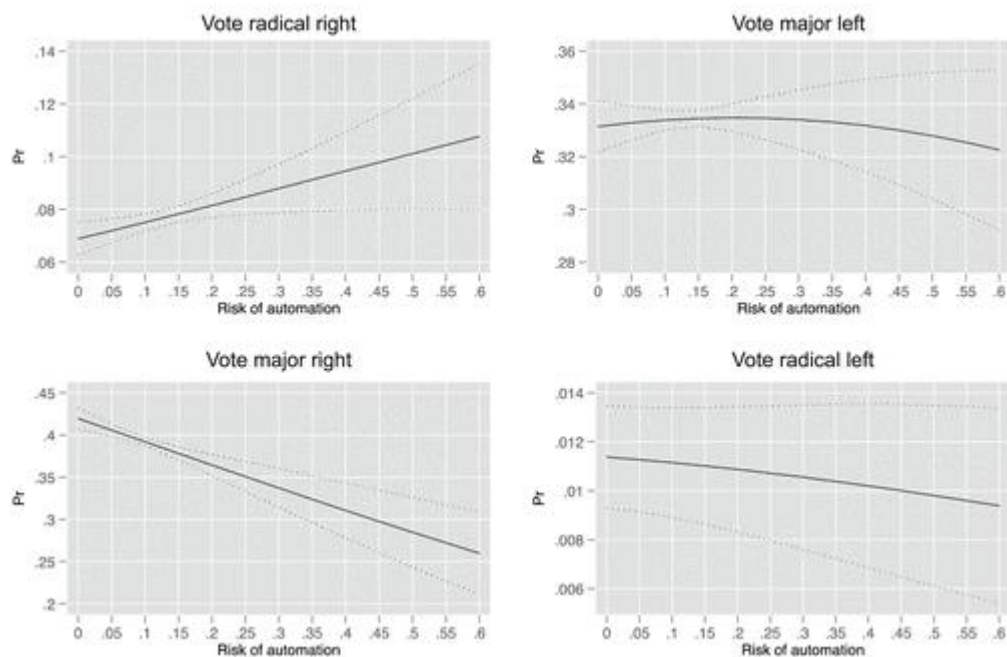 Vote radical right
.14
.12
.1
.08
.06
Pr
0 .05 .1 .15 .2 .25 .3 .35 .4 .45 .5 .55 .6
Risk of automation
Vote major left
.36
.34
.32
.3
.28
Pr
0 .05 .1 .15 .2 .25 .3 .35 .4 .45 .5 .55 .6
Risk of automation
Vote major right
.45
.4
.35
.3
.25
.2
Pr
0 .05 .1 .15 .2 .25 .3 .35 .4 .45 .5 .55 .6
Risk of automation
Vote radical left
.014
.012
.01
.008
.006
Pr
0 .05 .1 .15 .2 .25 .3 .35 .4 .45 .5 .55 .6
Risk of automation